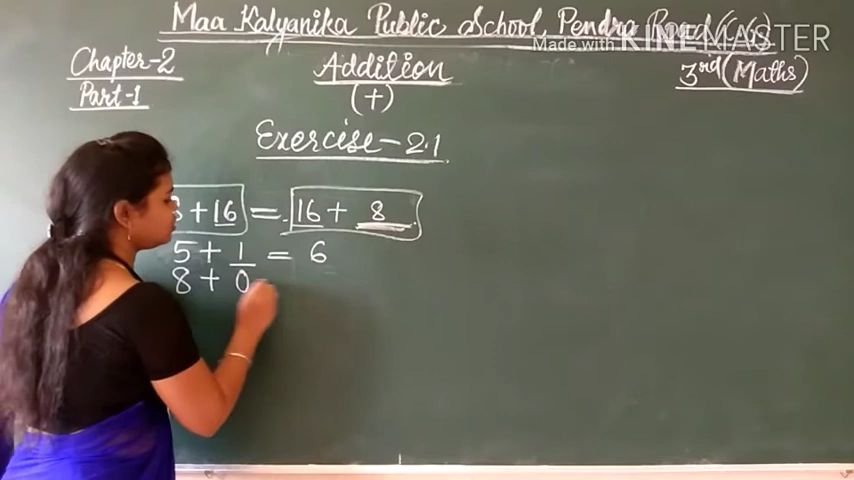 Maa Kalyanika Public School, Pendra Road (C.G)
Made with KINEMASTER
Chapter-2
Addition
3rd (Maths)
Part-1
(+)
Exercise-2.1
+ 16 = 16 + 8
5 + 1 = 6
8 + 0